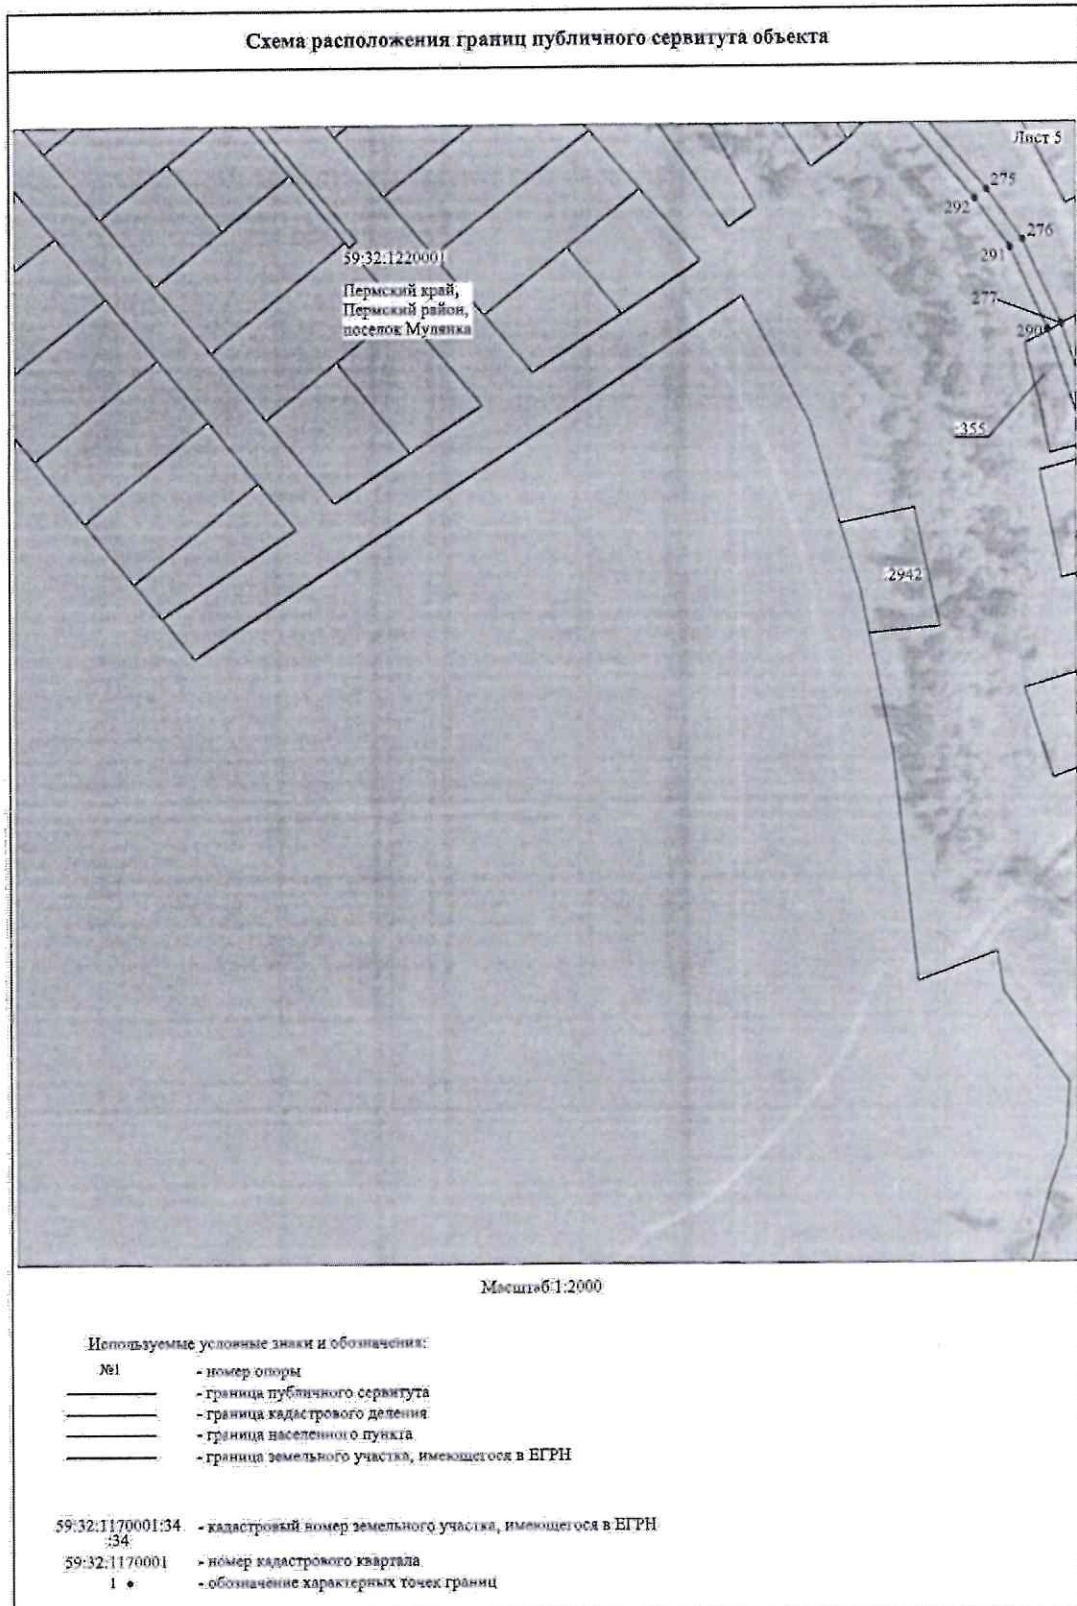 Схема расположения границ публичного сервитута объекта
Лист 5
275
292
276
291
277
290
59:32:1220001
Пермский край,
Пермский район,
поселок Мулянка
:355
:2942
Масштаб 1:2000
Используемые условные знаки и обозначения:
№1 - номер опоры
- граница публичного сервитута
- граница кадастрового деления
- граница населенного пункта
- граница земельного участка, имеющегося в ЕГРН
59:32:1170001:34 - кадастровый номер земельного участка, имеющегося в ЕГРН
:34
59:32:1170001 - номер кадастрового квартала
1 - обозначение характерных точек границ